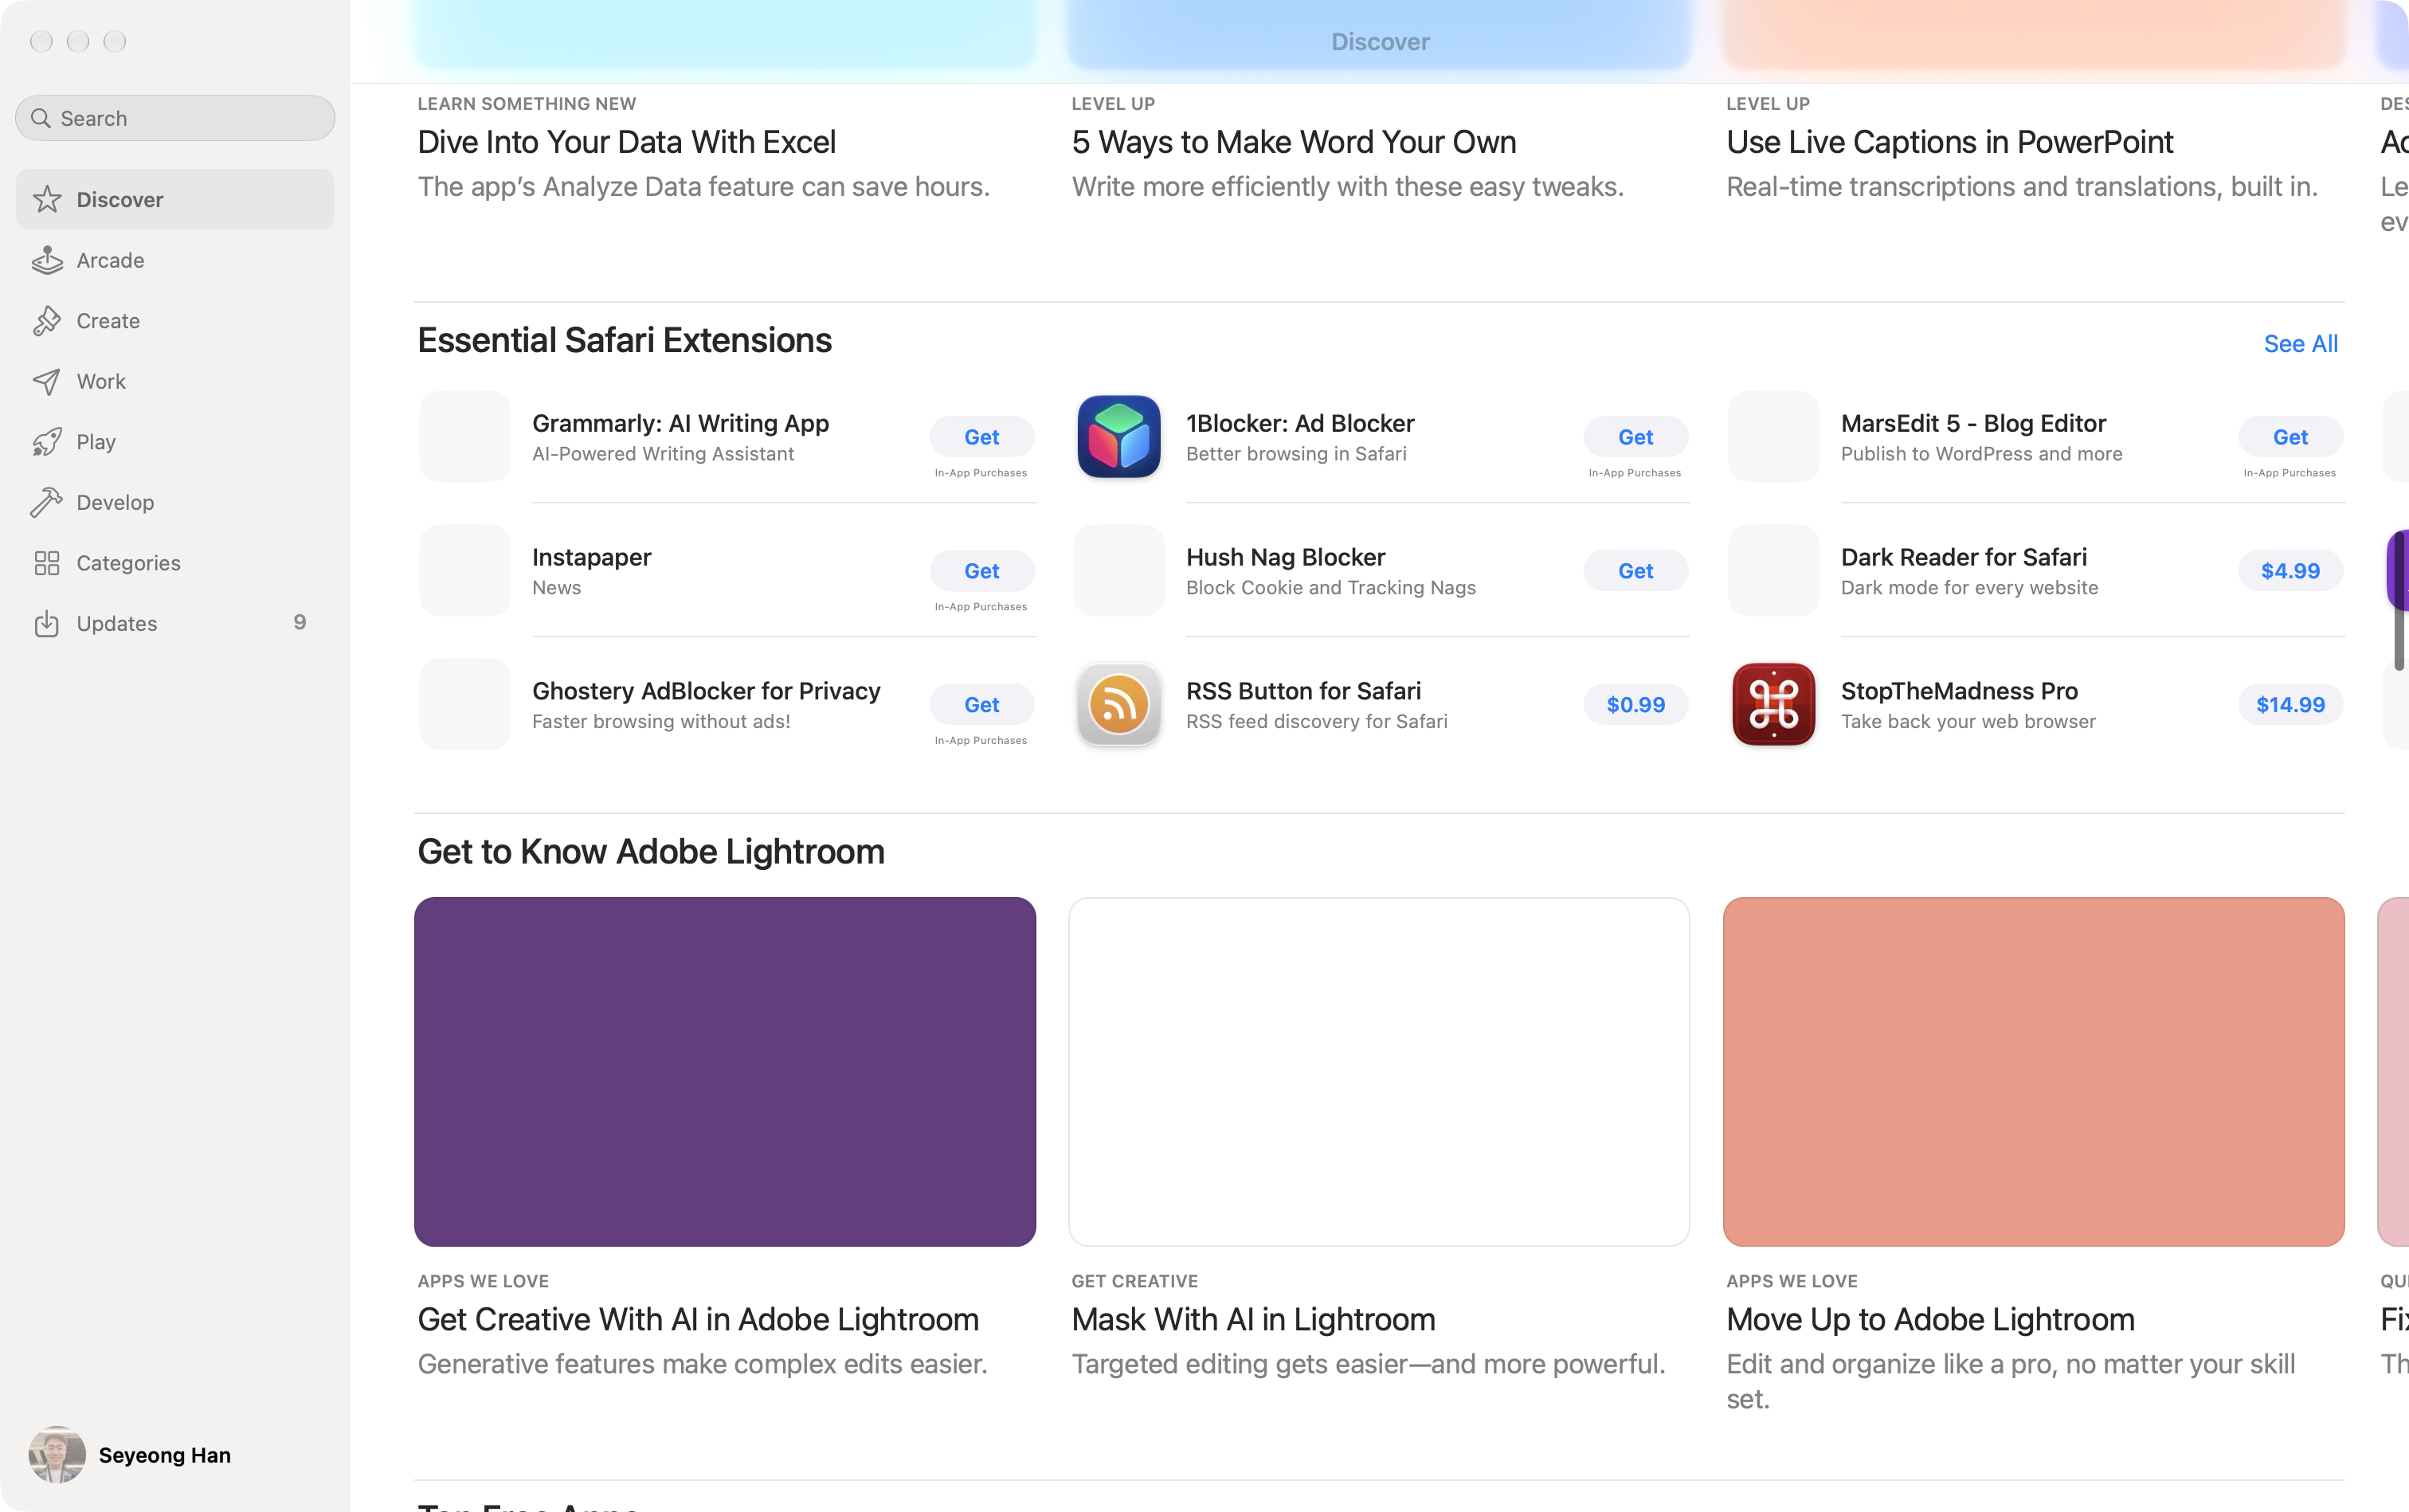 Search
Discover
Arcade
Create
Work
Play
Develop
Categories
Updates 9
Seyeong Han
Discover
LEARN SOMETHING NEW
Dive Into Your Data With Excel
The app’s Analyze Data feature can save hours.
LEVEL UP
5 Ways to Make Word Your Own
Write more efficiently with these easy tweaks.
LEVEL UP
Use Live Captions in PowerPoint
Real-time transcriptions and translations, built in.
Essential Safari Extensions
See All
Grammarly: AI Writing App
AI-Powered Writing Assistant
Get
In-App Purchases
1Blocker: Ad Blocker
Better browsing in Safari
Get
In-App Purchases
MarsEdit 5 - Blog Editor
Publish to WordPress and more
Get
In-App Purchases
Instapaper
News
Get
In-App Purchases
Hush Nag Blocker
Block Cookie and Tracking Nags
Get
Dark Reader for Safari
Dark mode for every website
$4.99
Ghostery AdBlocker for Privacy
Faster browsing without ads!
Get
In-App Purchases
RSS Button for Safari
RSS feed discovery for Safari
$0.99
StopTheMadness Pro
Take back your web browser
$14.99
Get to Know Adobe Lightroom
APPS WE LOVE
Get Creative With AI in Adobe Lightroom
Generative features make complex edits easier.
GET CREATIVE
Mask With AI in Lightroom
Targeted editing gets easier—and more powerful.
APPS WE LOVE
Move Up to Adobe Lightroom
Edit and organize like a pro, no matter your skill
set.
Top Free Apps